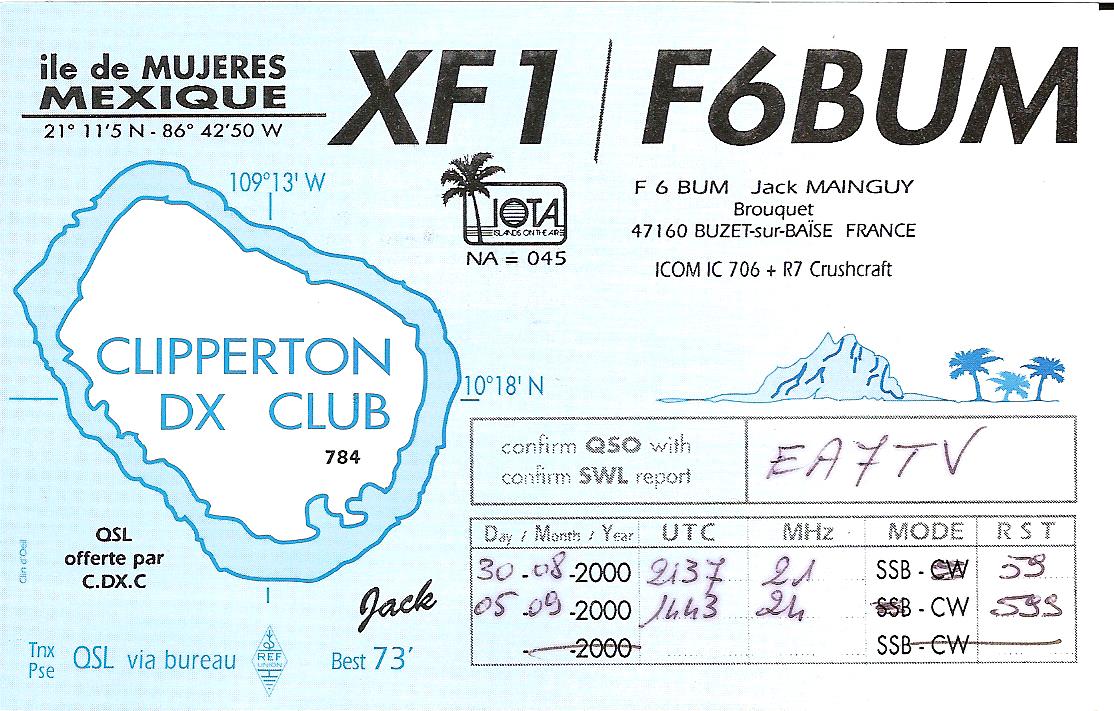 ile de MUJERES
MEXIQUE
21° 11'5 N - 86° 42'50 W
XF1 / F6BUM
109°13' W
IOTA
ISLANDS ON THE AIR
NA = 045
F 6 BUM Jack MAINGUY
Brouquet
47160 BUZET-sur-BAÏSE FRANCE
ICOM IC 706 + R7 Crushcraft
CLIPPERTON
DX CLUB
784
10°18' N
confirm QSO with
confirm SWL report
EA7TV
Day / Month / Year UTC MHz MODE RST
30-08-2000 2137 21 SSB - CW 59
05-09-2000 1443 24 SSB - CW 599
-2000 SSB - CW
QSL
offerte par
C.DX.C
Clin d'Oeil
Jack
Tnx
Pse
QSL via bureau
REF
UNION
Best 73'